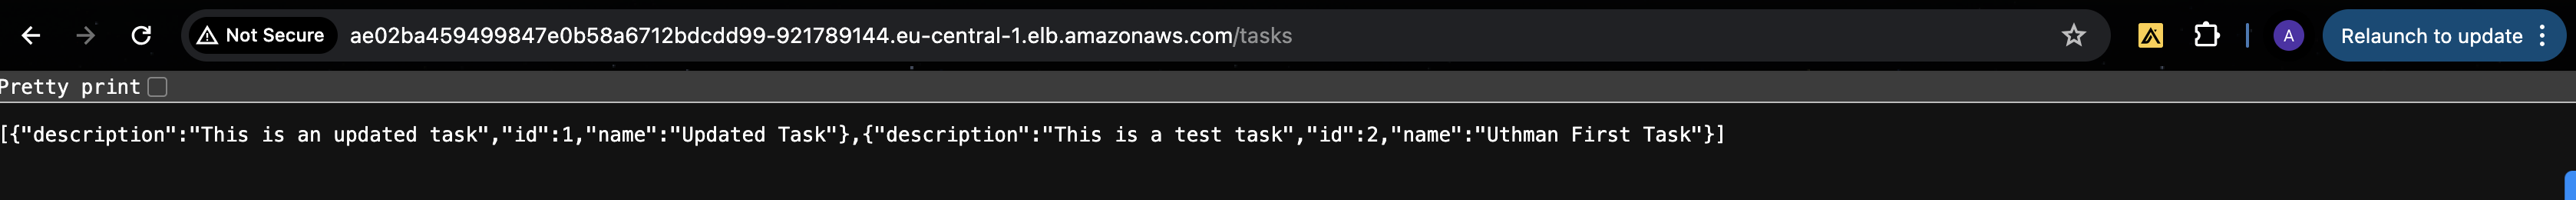 Not Secure ae02ba459499847e0b58a6712bdcdd99-921789144.eu-central-1.elb.amazonaws.com/tasks A Relaunch to update
Pretty print
[{"description":"This is an updated task","id":1,"name":"Updated Task"},{"description":"This is a test task","id":2,"name":"Uthman First Task"}]